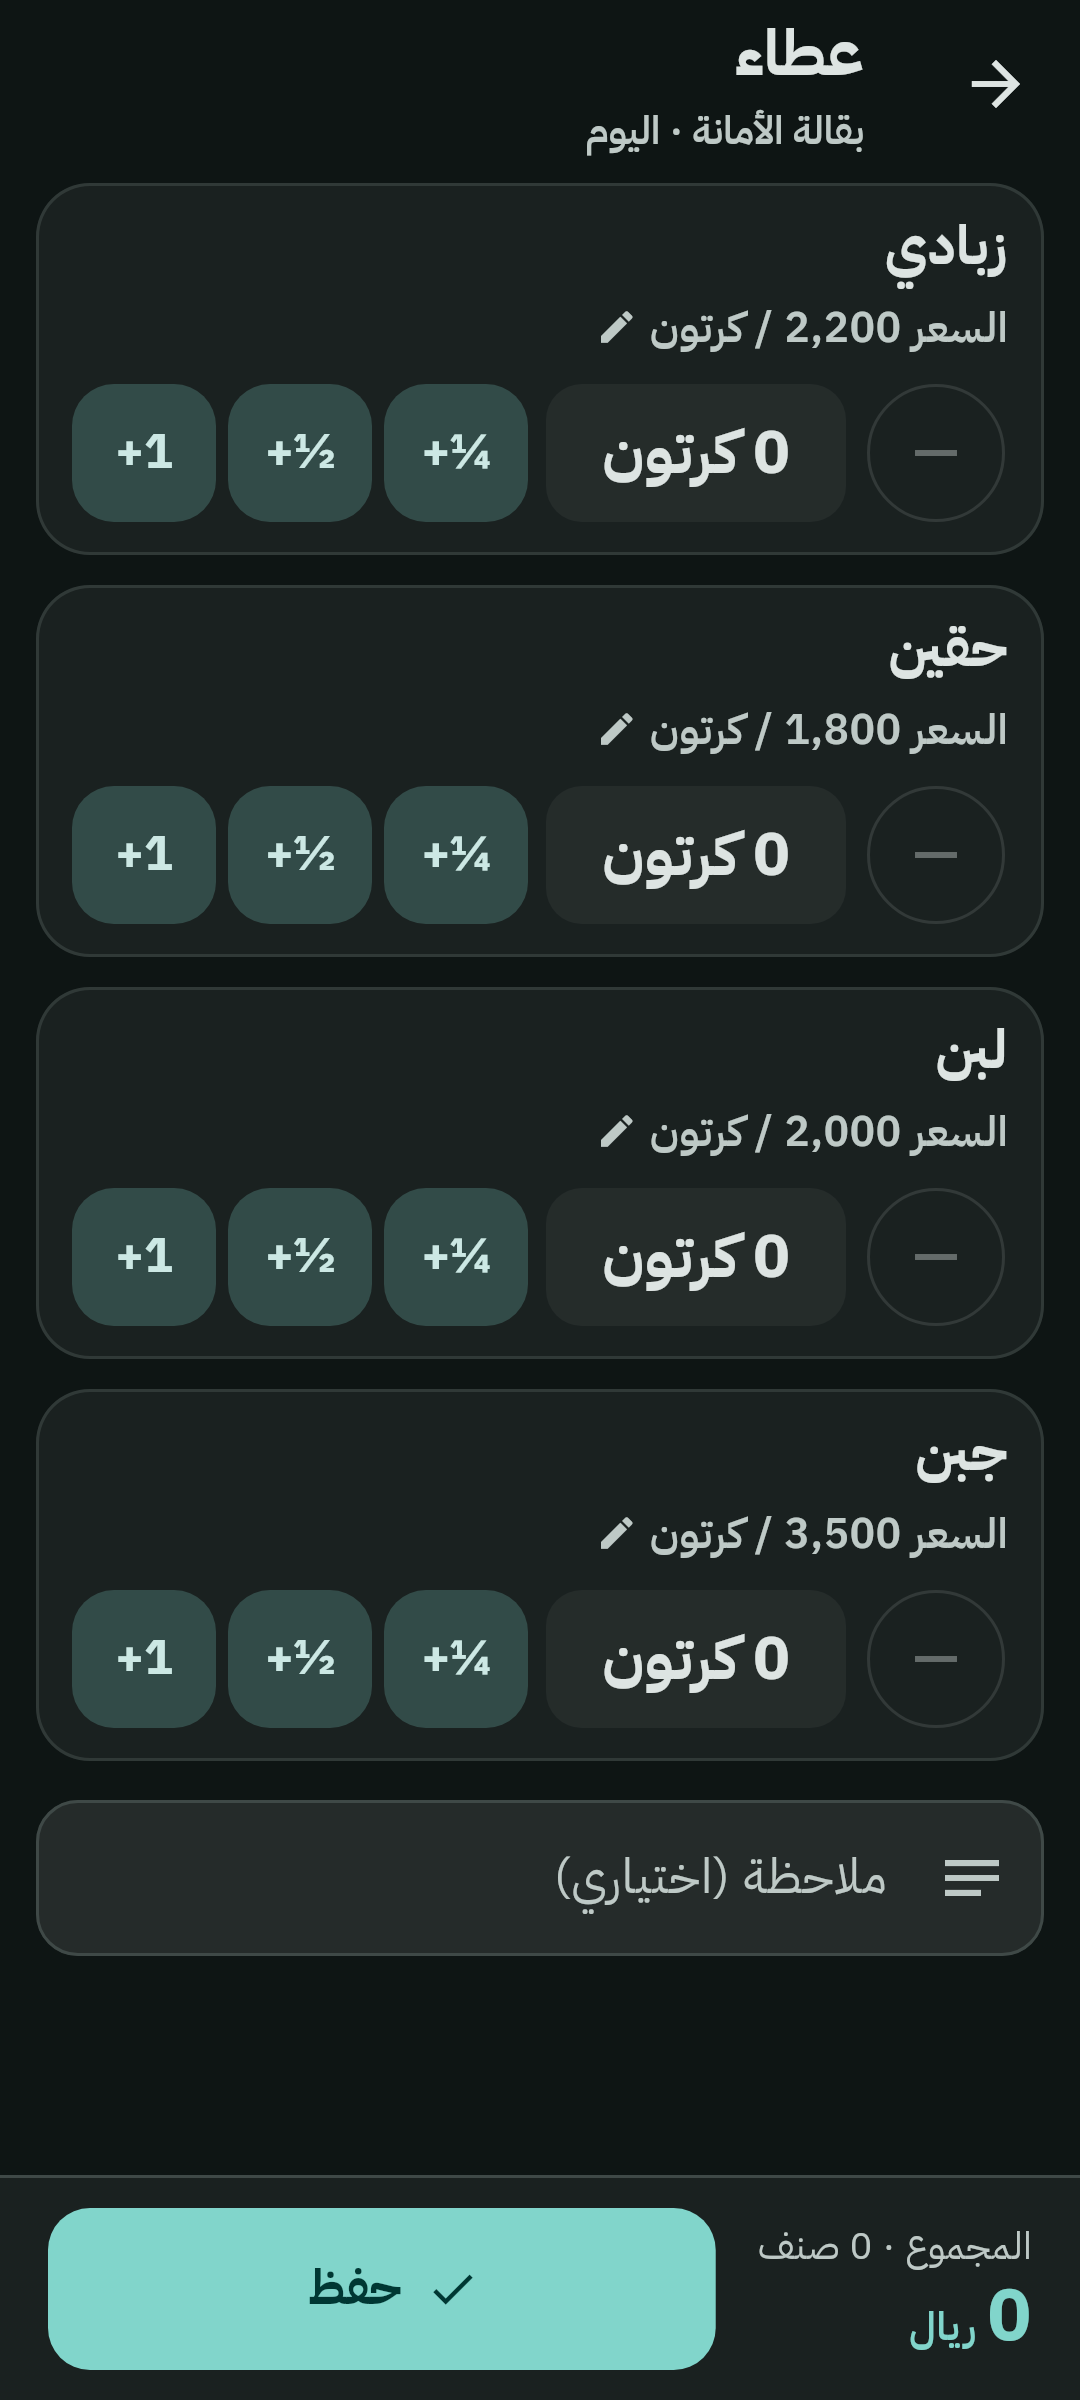 عطاء
بقالة الأمانة · اليوم
زبادي
السعر 2,200 / كرتون
0 كرتون
+¼
+½
+1
حقين
السعر 1,800 / كرتون
0 كرتون
+¼
+½
+1
لبن
السعر 2,000 / كرتون
0 كرتون
+¼
+½
+1
جبن
السعر 3,500 / كرتون
0 كرتون
+¼
+½
+1
ملاحظة (اختياري)
المجموع · 0 صنف
0 ريال
حفظ